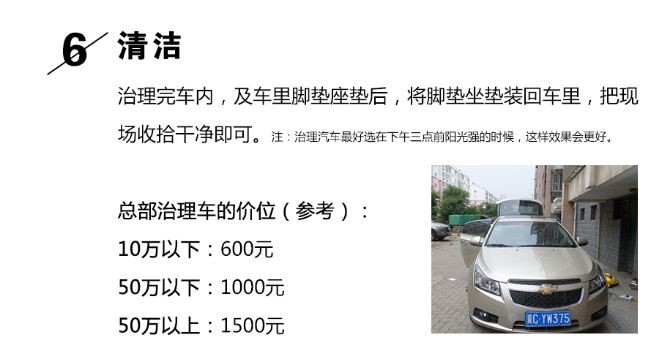 6 清洁
治理完车内，及车里脚垫座垫后，将脚垫坐垫装回车里，把现
场收拾干净即可。注：治理汽车最好选在下午三点前阳光强的时候，这样效果会更好。
总部治理车的价位（参考）：
10万以下：600元
50万以下：1000元
50万以上：1500元
冀C·YW375